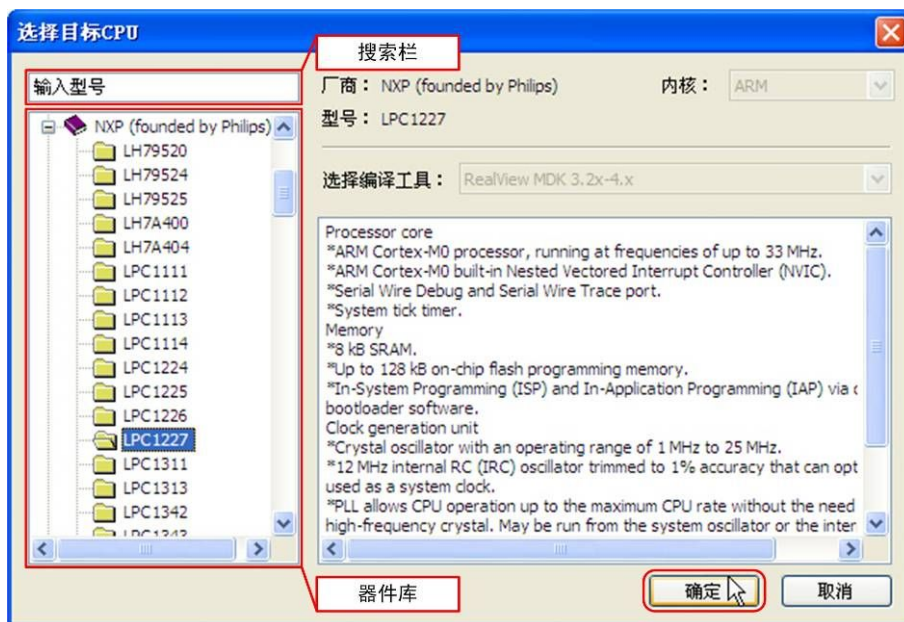 选择目标CPU
搜索栏
输入型号
厂商： NXP (founded by Philips)
内核： ARM
型号： LPC1227
选择编译工具： RealView MDK 3.2x-4.x
NXP (founded by Philips)
LH79520
LH79524
LH79525
LH7A400
LH7A404
LPC1111
LPC1112
LPC1113
LPC1114
LPC1224
LPC1225
LPC1226
LPC1227
LPC1311
LPC1313
LPC1342
LPC1343
Processor core
*ARM Cortex-M0 processor, running at frequencies of up to 33 MHz.
*ARM Cortex-M0 built-in Nested Vectored Interrupt Controller (NVIC).
*Serial Wire Debug and Serial Wire Trace port.
*System tick timer.
Memory
*8 kB SRAM.
*Up to 128 kB on-chip flash programming memory.
*In-System Programming (ISP) and In-Application Programming (IAP) via
bootloader software.
Clock generation unit
*Crystal oscillator with an operating range of 1 MHz to 25 MHz.
*12 MHz internal RC (IRC) oscillator trimmed to 1% accuracy that can opt
used as a system clock.
*PLL allows CPU operation up to the maximum CPU rate without the need
high-frequency crystal. May be run from the system oscillator or the inter
器件库
确定
取消